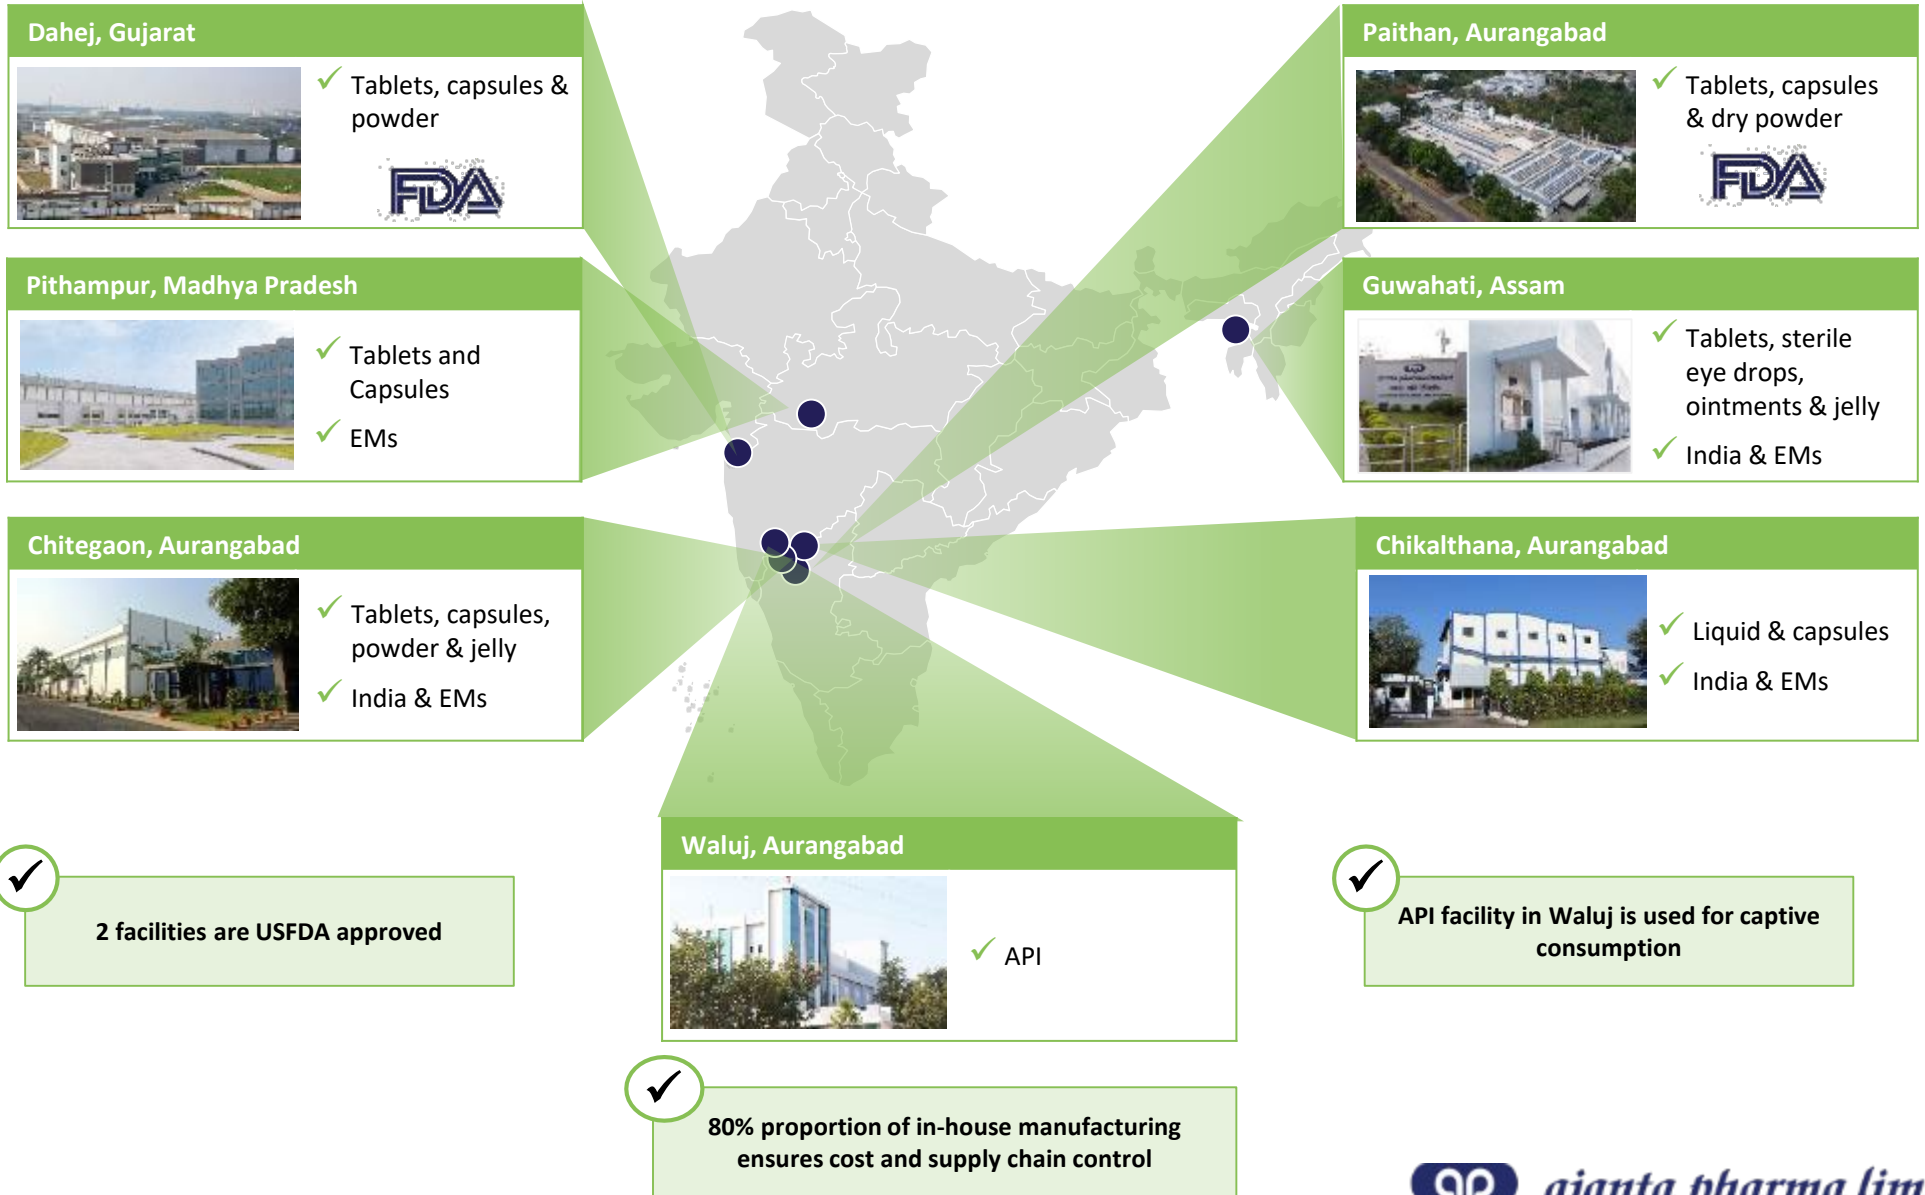 Dahej, Gujarat
Tablets, capsules &
powder
FDA
Pithampur, Madhya Pradesh
Tablets and
Capsules
EMs
Chitegaon, Aurangabad
Tablets, capsules,
powder & jelly
India & EMs
Paithan, Aurangabad
Tablets, capsules
& dry powder
FDA
Guwahati, Assam
Tablets, sterile
eye drops,
ointments & jelly
India & EMs
Chikalthana, Aurangabad
Liquid & capsules
India & EMs
Waluj, Aurangabad
API
2 facilities are USFDA approved
API facility in Waluj is used for captive
consumption
80% proportion of in-house manufacturing
ensures cost and supply chain control
ajanta pharma lim